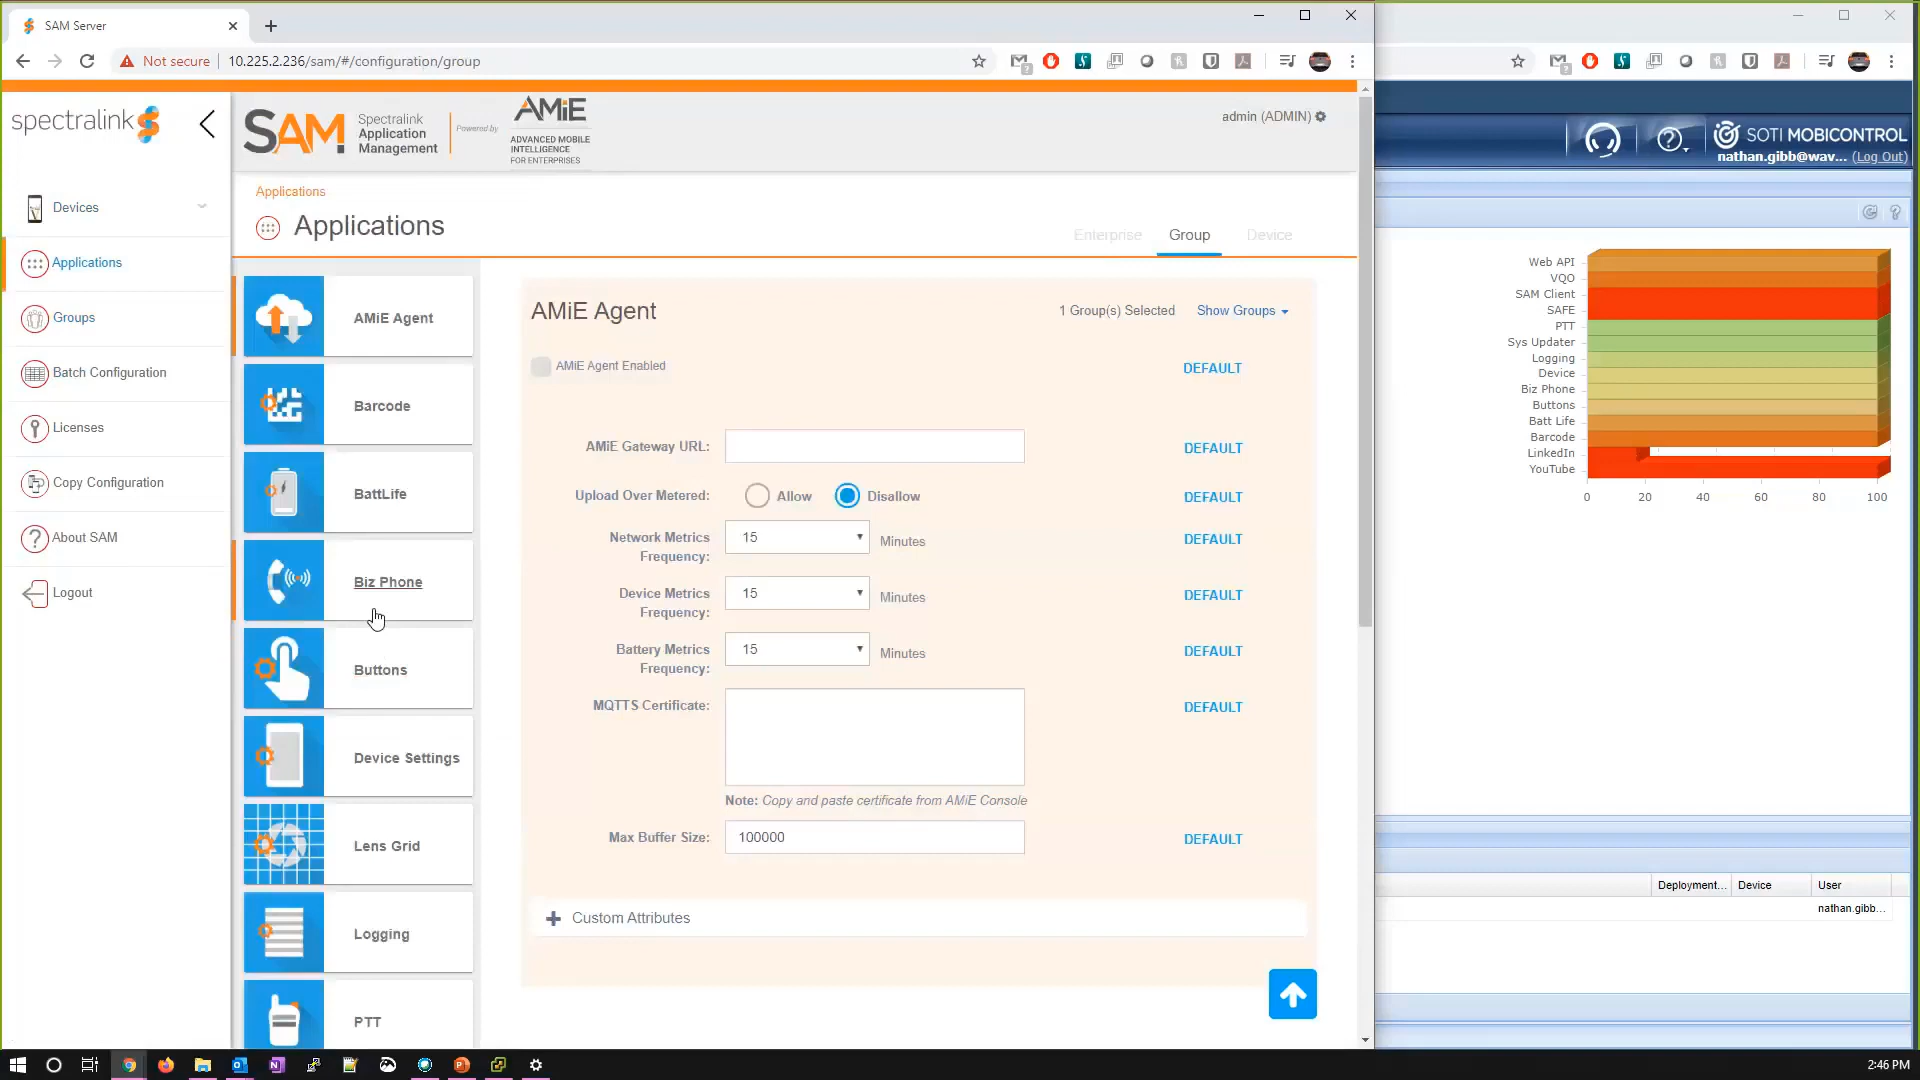 SAM Server
Not secure
10.225.2.236/sam/#/configuration/group
spectralink
SAM
Spectralink
Application
Management
Powered by
AMiE
ADVANCED MOBILE
INTELLIGENCE
FOR ENTERPRISES
admin (ADMIN)
Devices
Applications
Groups
Batch Configuration
Licenses
Copy Configuration
About SAM
Logout
Applications
Applications
Enterprise
Group
Device
AMiE Agent
Barcode
BattLife
Biz Phone
Buttons
Device Settings
Lens Grid
Logging
PTT
AMiE Agent
1 Group(s) Selected
Show Groups
AMiE Agent Enabled
DEFAULT
AMiE Gateway URL:
DEFAULT
Upload Over Metered:
Allow
Disallow
DEFAULT
Network Metrics
Frequency:
15
Minutes
DEFAULT
Device Metrics
Frequency:
15
Minutes
DEFAULT
Battery Metrics
Frequency:
15
Minutes
DEFAULT
MQTTS Certificate:
DEFAULT
Note: Copy and paste certificate from AMiE Console
Max Buffer Size:
100000
DEFAULT
Custom Attributes
SOTI MOBICONTROL
nathan.gibb@wav... (Log Out)
Web API
VQO
SAM Client
SAFE
PTT
Sys Updater
Logging
Device
Biz Phone
Buttons
Batt Life
Barcode
LinkedIn
YouTube
0 20 40 60 80 100
Deployment... Device User
nathan.gibb...
2:46 PM